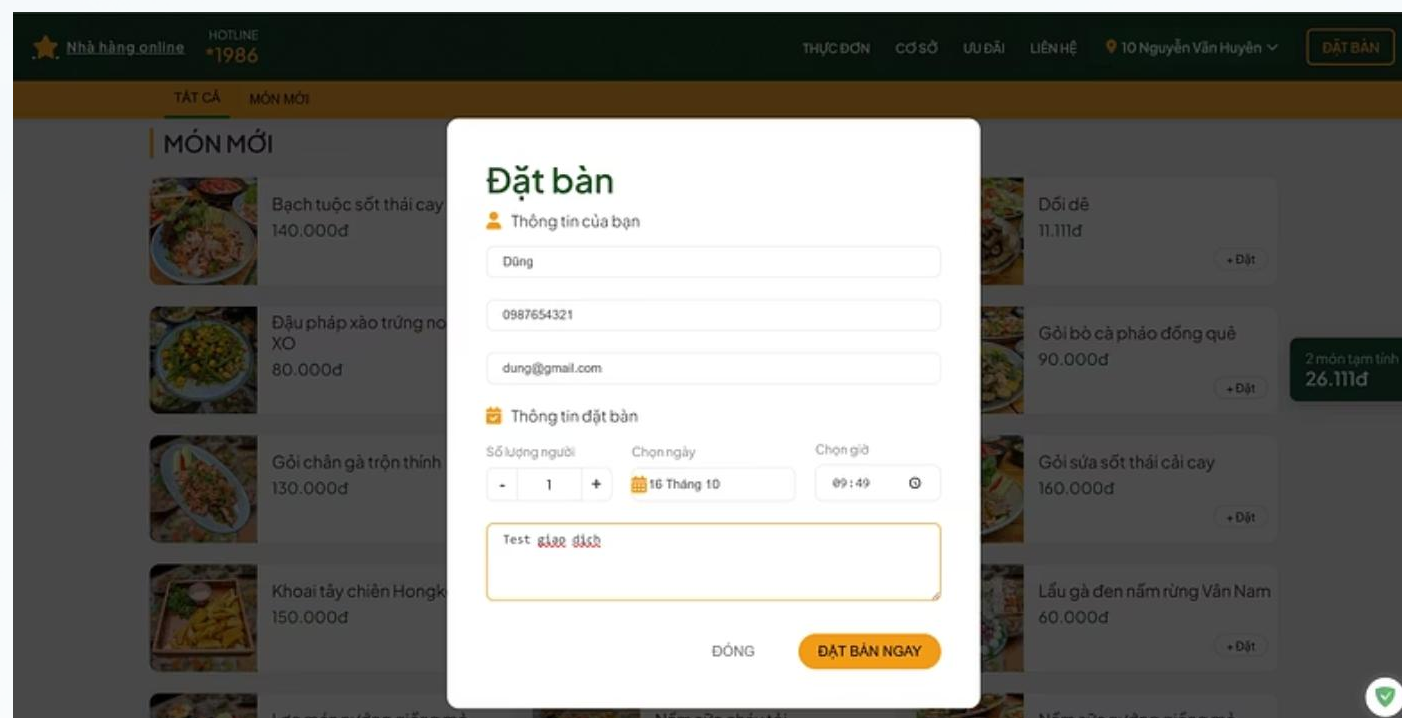 HOTLINE
Nhà hàng online
*1986
THỰC ĐƠN CƠ SỞ ƯU ĐÃI LIÊN HỆ 10 Nguyễn Văn Huyên ĐẶT BÀN
TẤT CẢ MÓN MỚI
MÓN MỚI
Bạch tuộc sốt thái cay
140.000đ
Đậu pháp xào trứng no
XO
80.000đ
Gỏi chân gà trộn thính
130.000đ
Khoai tây chiên Hongk
150.000đ
Đặt bàn
Thông tin của bạn
Dũng
0987654321
dung@gmail.com
Thông tin đặt bàn
Số lượng người Chọn ngày Chọn giờ
- 1 + 16 Tháng 10 09:49
Test giao dịch
ĐÓNG ĐẶT BÀN NGAY
Dồi dê
11.111đ
+ Đặt
Gỏi bò cà pháo đồng quê
90.000đ
+ Đặt
Gỏi sứa sốt thái cải cay
160.000đ
+ Đặt
Lẩu gà đen nấm rừng Vân Nam
60.000đ
+ Đặt
2 món tạm tính
26.111đ